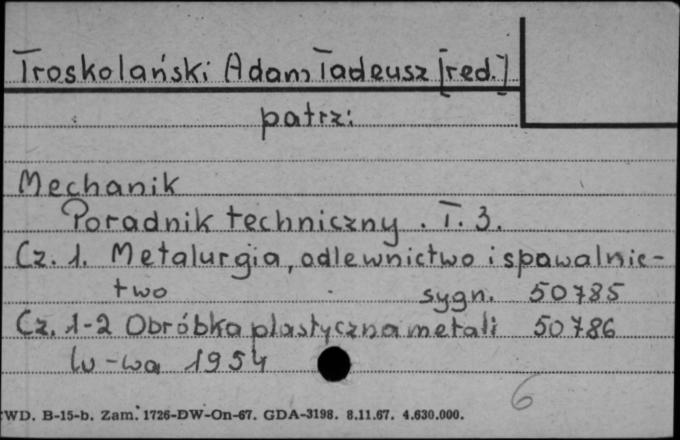 Troskolański Adam Tadeusz [red.]
patrz:
Mechanik
Poradnik techniczny. T. 3.
Cz. 1. Metalurgia, odlewnictwo i spawalnic-
two sygn. 50785
Cz. 1-2 Obróbka plastyczna metali 50786
W-wa 1954
6
WD. B-15-b. Zam. 1726-DW-On-67. GDA-3198. 8.11.67. 4.630.000.